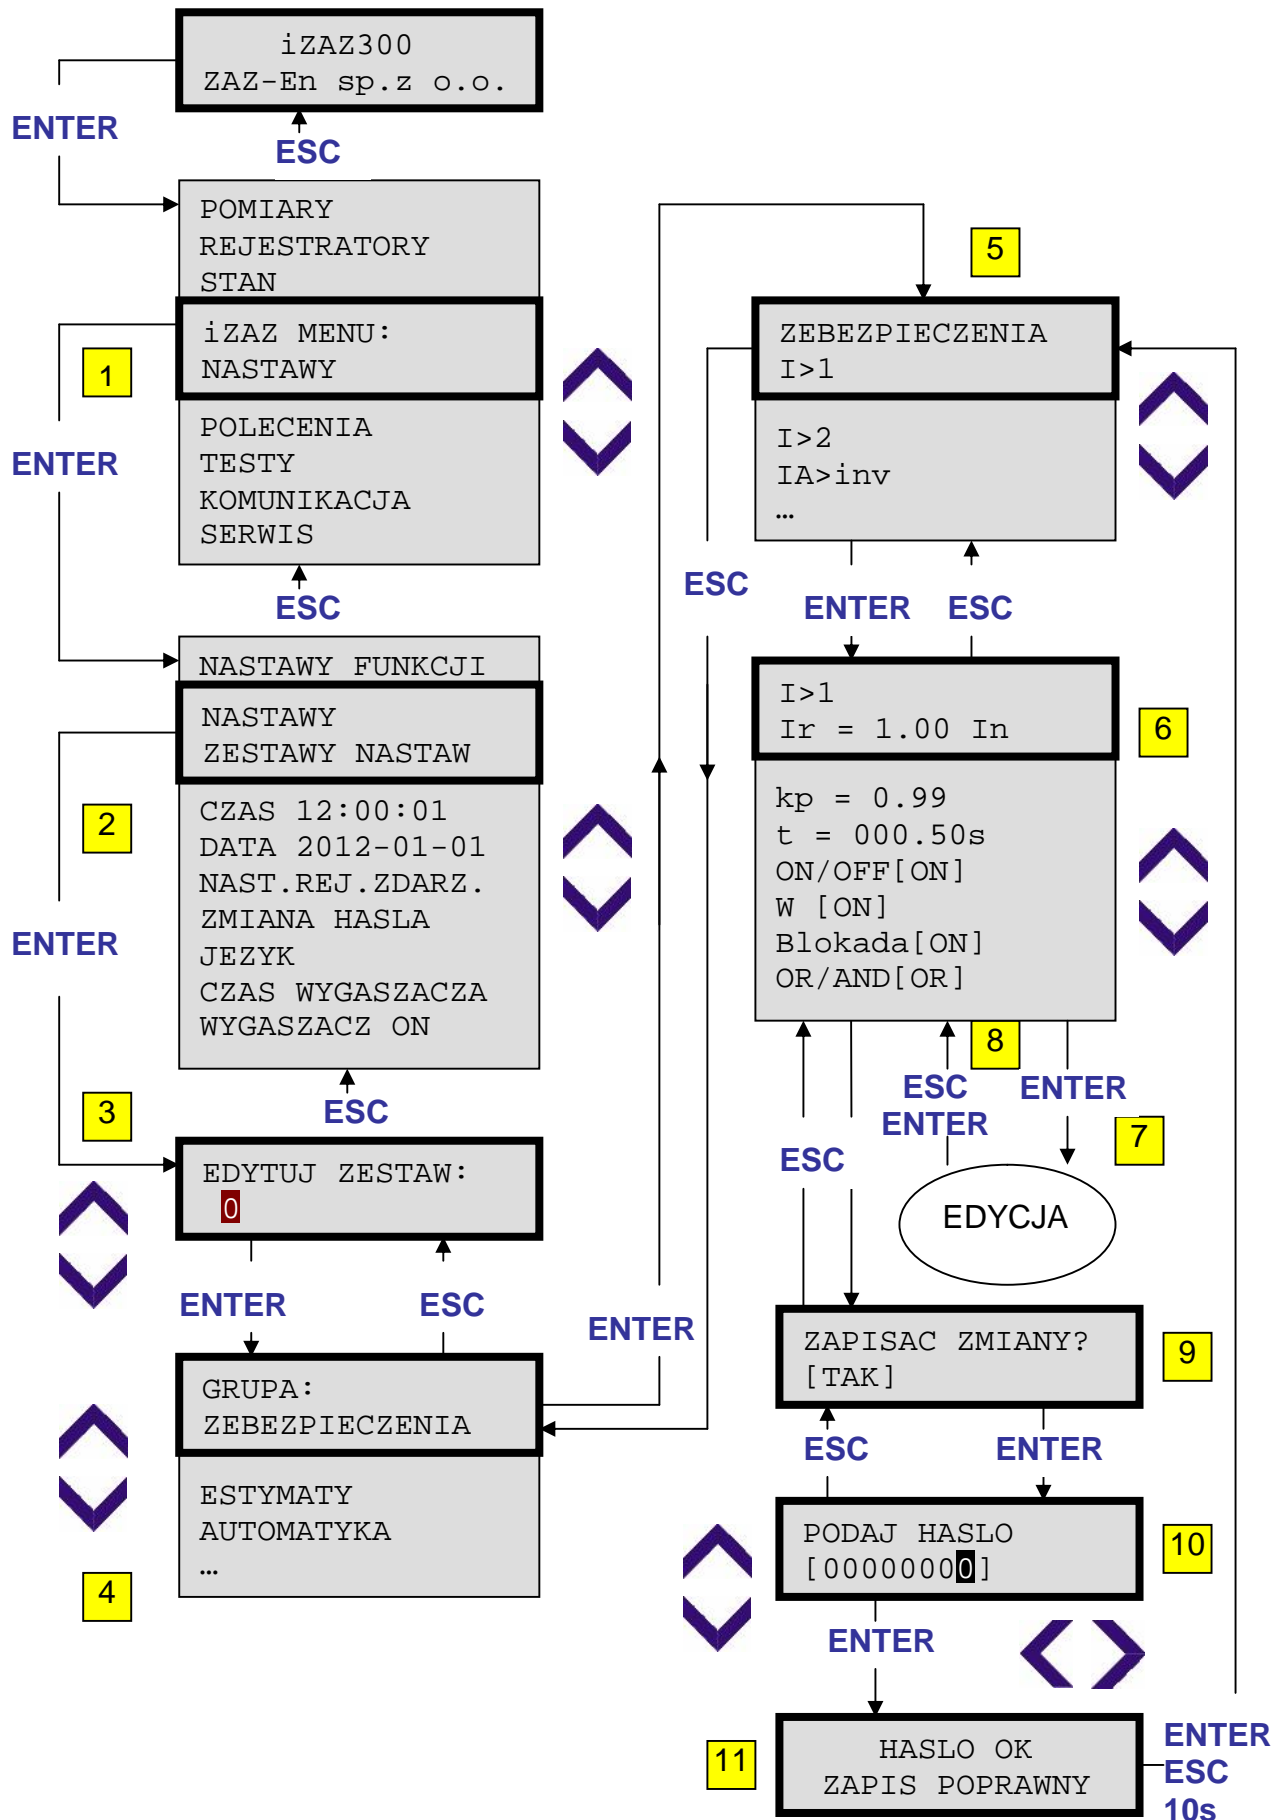 iZAZ300
ZAZ-En sp.z o.o.
ENTER
ESC
POMIARY
REJESTRATORY
STAN
iZAZ MENU:
NASTAWY
1
POLECENIA
TESTY
KOMUNIKACJA
SERWIS
ENTER
ESC
NASTAWY FUNKCJI
NASTAWY
ZESTAWY NASTAW
2
CZAS 12:00:01
DATA 2012-01-01
NAST.REJ.ZDARZ.
ZMIANA HASLA
JEZYK
CZAS WYGASZACZA
WYGASZACZ ON
ENTER
ESC
3
EDYTUJ ZESTAW:
0
ENTER
ESC
GRUPA:
ZEBEZPIECZENIA
ESTYMATY
AUTOMATYKA
…
4
ENTER
5
ZEBEZPIECZENIA
I>1
I>2
IA>inv
…
ESC
ENTER
ESC
I>1
Ir = 1.00 In
6
kp = 0.99
t = 000.50s
ON/OFF[ON]
W [ON]
Blokada[ON]
OR/AND[OR]
8
ESC
ENTER
ENTER
7
ESC
EDYCJA
ZAPISAC ZMIANY?
[TAK]
9
ESC
ENTER
PODAJ HASLO
[00000000]
10
ENTER
11
HASLO OK
ZAPIS POPRAWNY
ENTER
ESC
10s